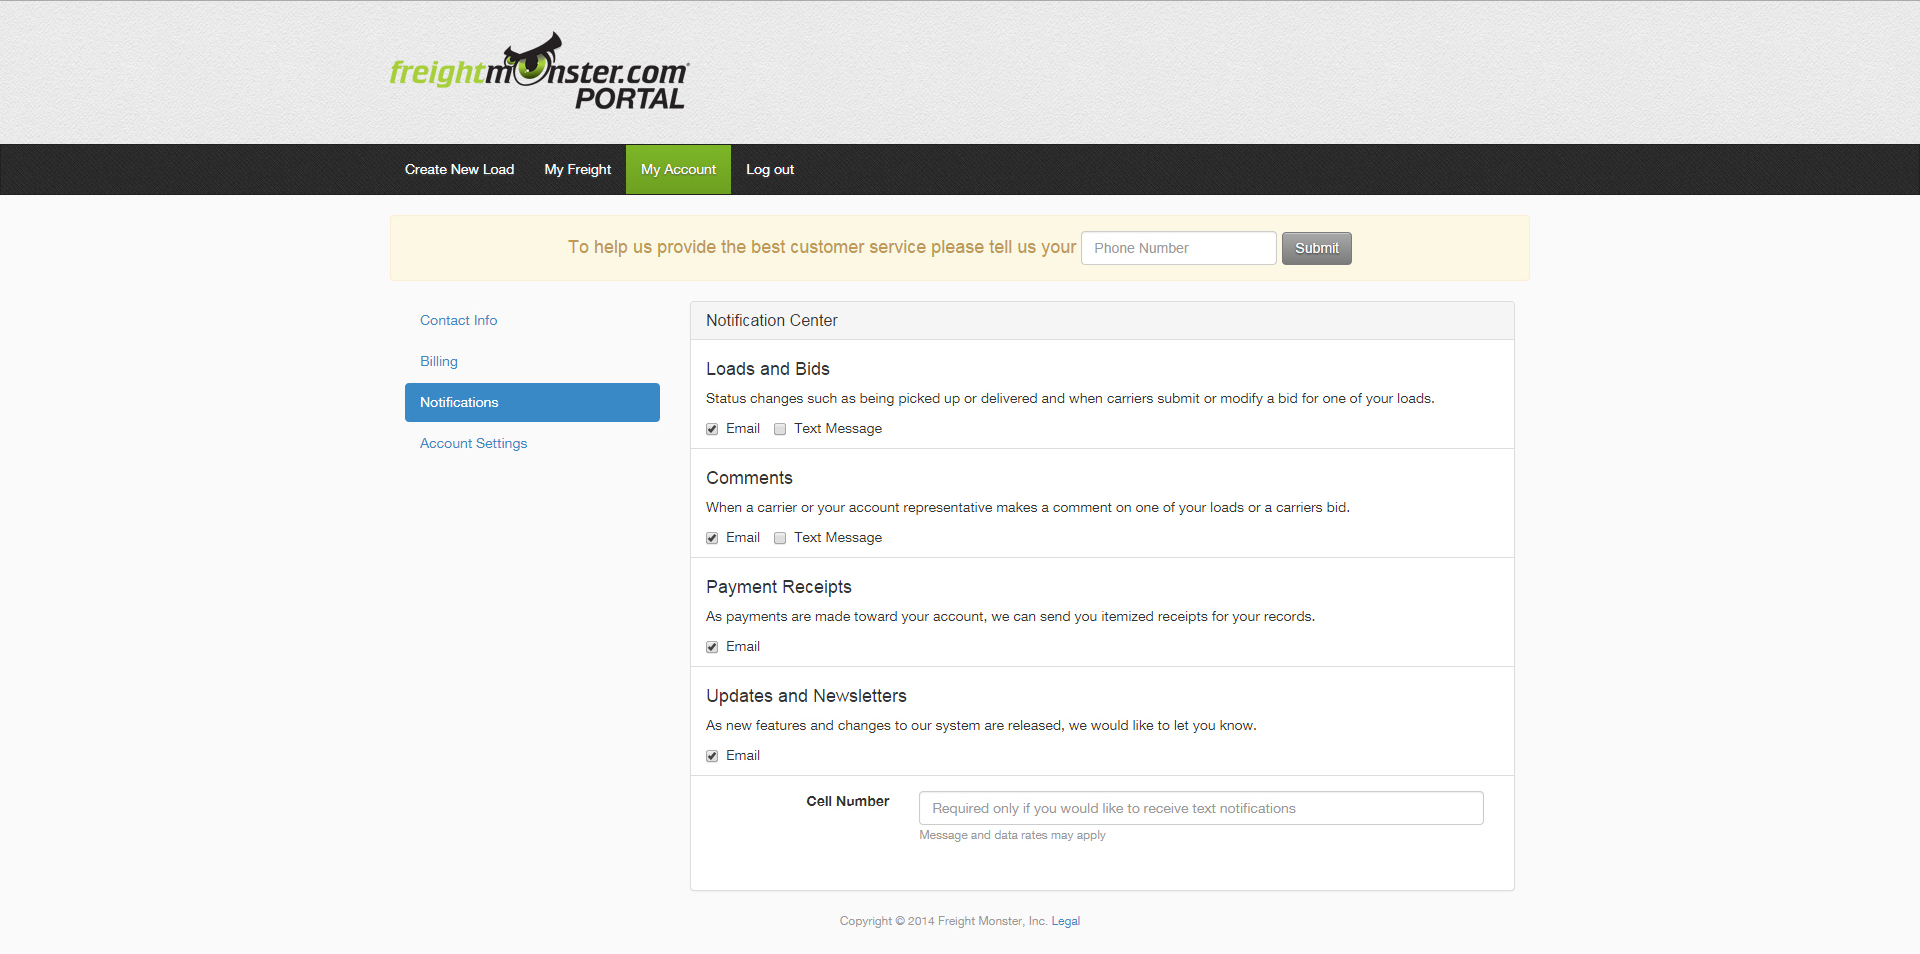 freightmonster.com
PORTAL
Create New Load My Freight My Account Log out
To help us provide the best customer service please tell us your Phone Number Submit
Contact Info
Billing
Notifications
Account Settings
Notification Center
Loads and Bids
Status changes such as being picked up or delivered and when carriers submit or modify a bid for one of your loads.
Email Text Message
Comments
When a carrier or your account representative makes a comment on one of your loads or a carriers bid.
Email Text Message
Payment Receipts
As payments are made toward your account, we can send you itemized receipts for your records.
Email
Updates and Newsletters
As new features and changes to our system are released, we would like to let you know.
Email
Cell Number Required only if you would like to receive text notifications
Message and data rates may apply
Copyright © 2014 Freight Monster, Inc. Legal